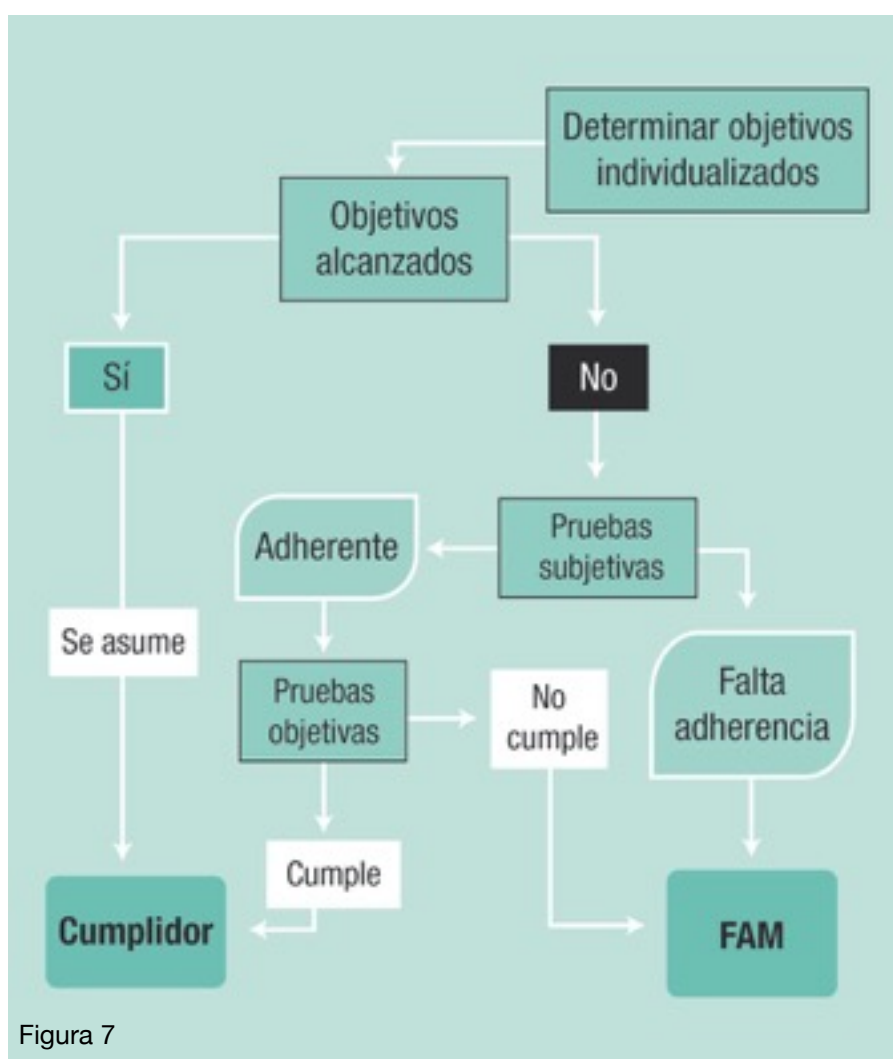 Determinar objetivos
individualizados
Objetivos
alcanzados
Sí
No
Pruebas
subjetivas
Adherente
Se asume
Pruebas
objetivas
No
cumple
Falta
adherencia
Cumple
Cumplidor
FAM
Figura 7